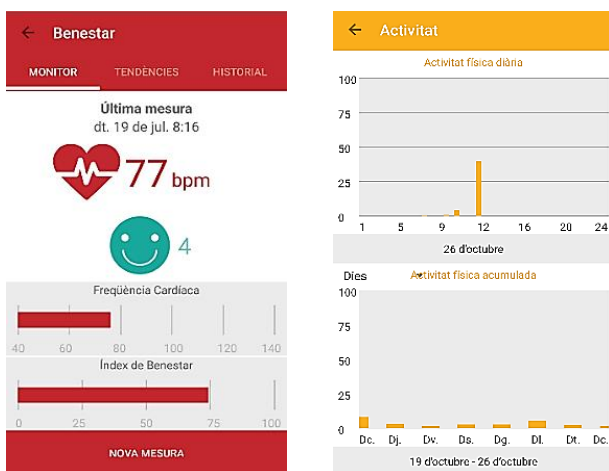 Benestar
MONITOR TENDÈNCIES HISTORIAL
Última mesura
dt. 19 de jul. 8:16
77 bpm
4
Freqüència Cardíaca
40 60 80 100 120 140
Índex de Benestar
0 25 50 75 100
NOVA MESURA
Activitat
Activitat física diària
100
75
50
25
0
1 5 9 12 16 20 24
26 d'octubre
Dies
Activitat física acumulada
100
75
50
25
0
Dc. Dj. Dv. Ds. Dg. Dl. Dt. Dc.
19 d'octubre - 26 d'octubre